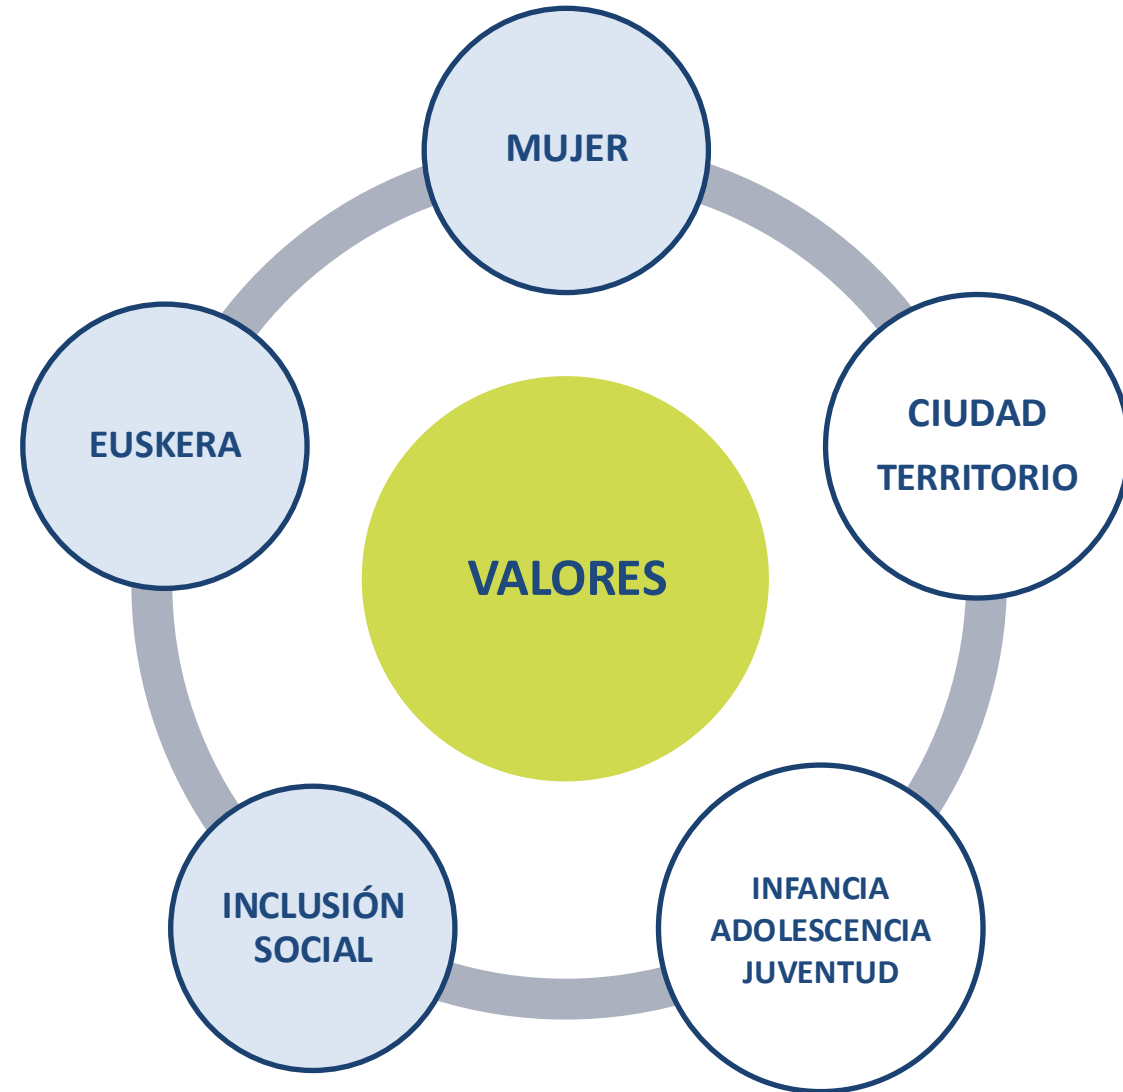 MUJER
CIUDAD
TERRITORIO
EUSKERA
VALORES
INFANCIA
ADOLESCENCIA
JUVENTUD
INCLUSIÓN
SOCIAL